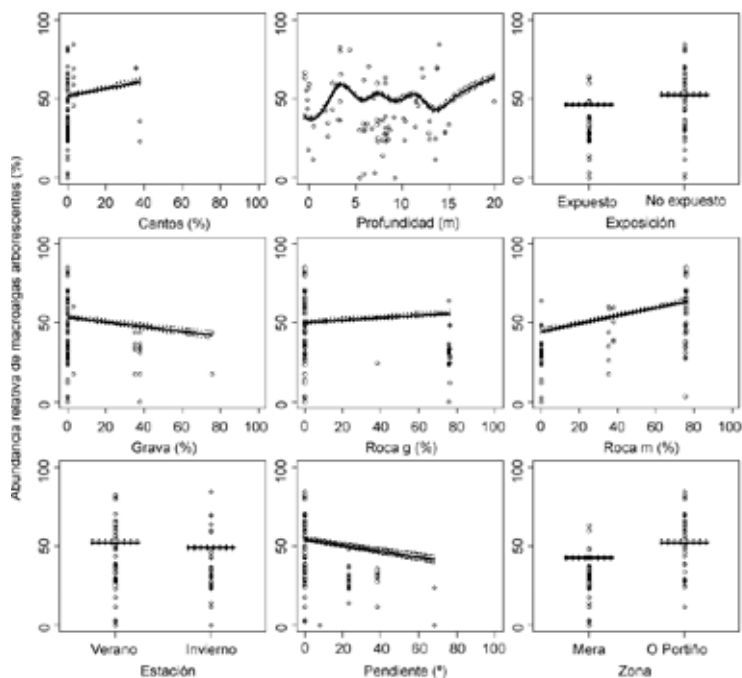 Abundancia relativa de macroalgas arborescentes (%)
0 50 100
0 20 40 60 80 100
Cantos (%)
0 50 100
0 5 10 15 20
Profundidad (m)
0 50 100
Expuesto No expuesto
Exposición
0 50 100
0 20 40 60 80 100
Grava (%)
0 50 100
0 20 40 60 80 100
Roca g (%)
0 50 100
0 20 40 60 80 100
Roca m (%)
0 50 100
Verano Invierno
Estación
0 50 100
0 20 40 60 80 100
Pendiente (º)
0 50 100
Mera O Portiño
Zona